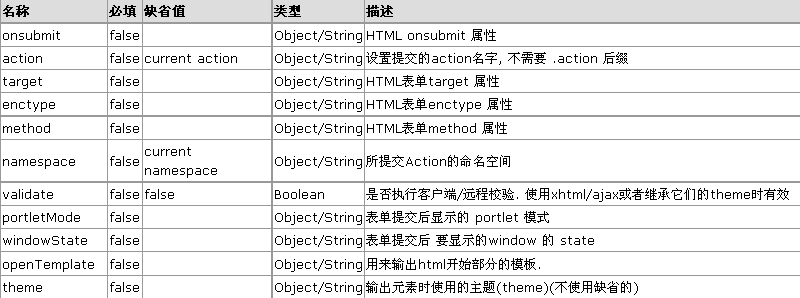 名称 必填 缺省值 类型 描述
onsubmit false Object/String HTML onsubmit 属性
action false current action Object/String 设置提交的action名字, 不需要 .action 后缀
target false Object/String HTML表单target 属性
enctype false Object/String HTML表单enctype 属性
method false Object/String HTML表单method 属性
namespace false current namespace Object/String 所提交Action的命名空间
validate false false Boolean 是否执行客户端/远程校验. 使用xhtml/ajax或者继承它们的theme时有效
portletMode false Object/String 表单提交后显示的 portlet 模式
windowState false Object/String 表单提交后 要显示的window 的 state
openTemplate false Object/String 用来输出html开始部分的模板.
theme false Object/String 输出元素时使用的主题(theme)(不使用缺省的)